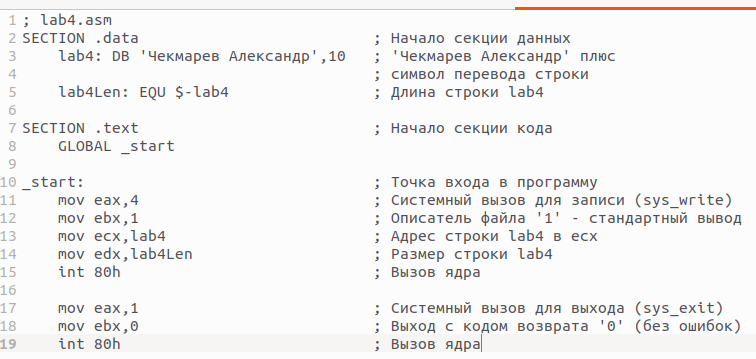 1 ; lab4.asm
2 SECTION .data ; Начало секции данных
3 lab4: DB 'Чекмарев Александр',10 ; 'Чекмарев Александр' плюс
4 ; символ перевода строки
5 lab4Len: EQU $-lab4 ; Длина строки lab4
6
7 SECTION .text ; Начало секции кода
8 GLOBAL _start
9
10 _start: ; Точка входа в программу
11 mov eax,4 ; Системный вызов для записи (sys_write)
12 mov ebx,1 ; Описатель файла '1' - стандартный вывод
13 mov ecx,lab4 ; Адрес строки lab4 в ecx
14 mov edx,lab4Len ; Размер строки lab4
15 int 80h ; Вызов ядра
16
17 mov eax,1 ; Системный вызов для выхода (sys_exit)
18 mov ebx,0 ; Выход с кодом возврата '0' (без ошибок)
19 int 80h ; Вызов ядра